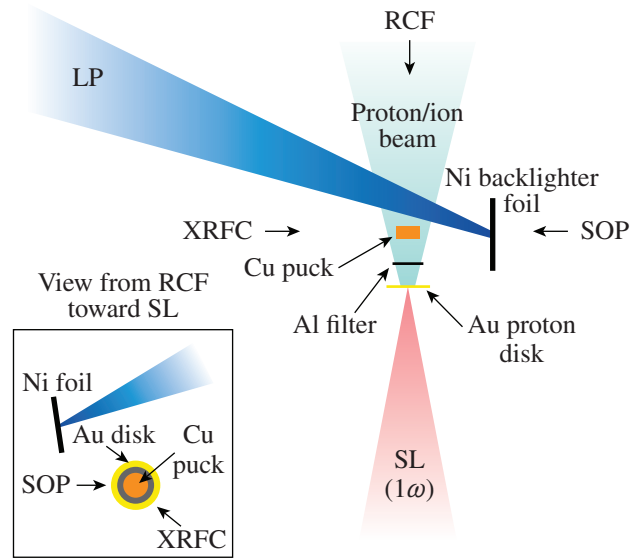 RCF
LP
Proton/ion
beam
Ni backlighter
foil
XRFC
SOP
Cu puck
Al filter
Au proton
disk
SL
(1ω)
View from RCF
toward SL
Ni foil
Au disk
Cu
puck
SOP
XRFC